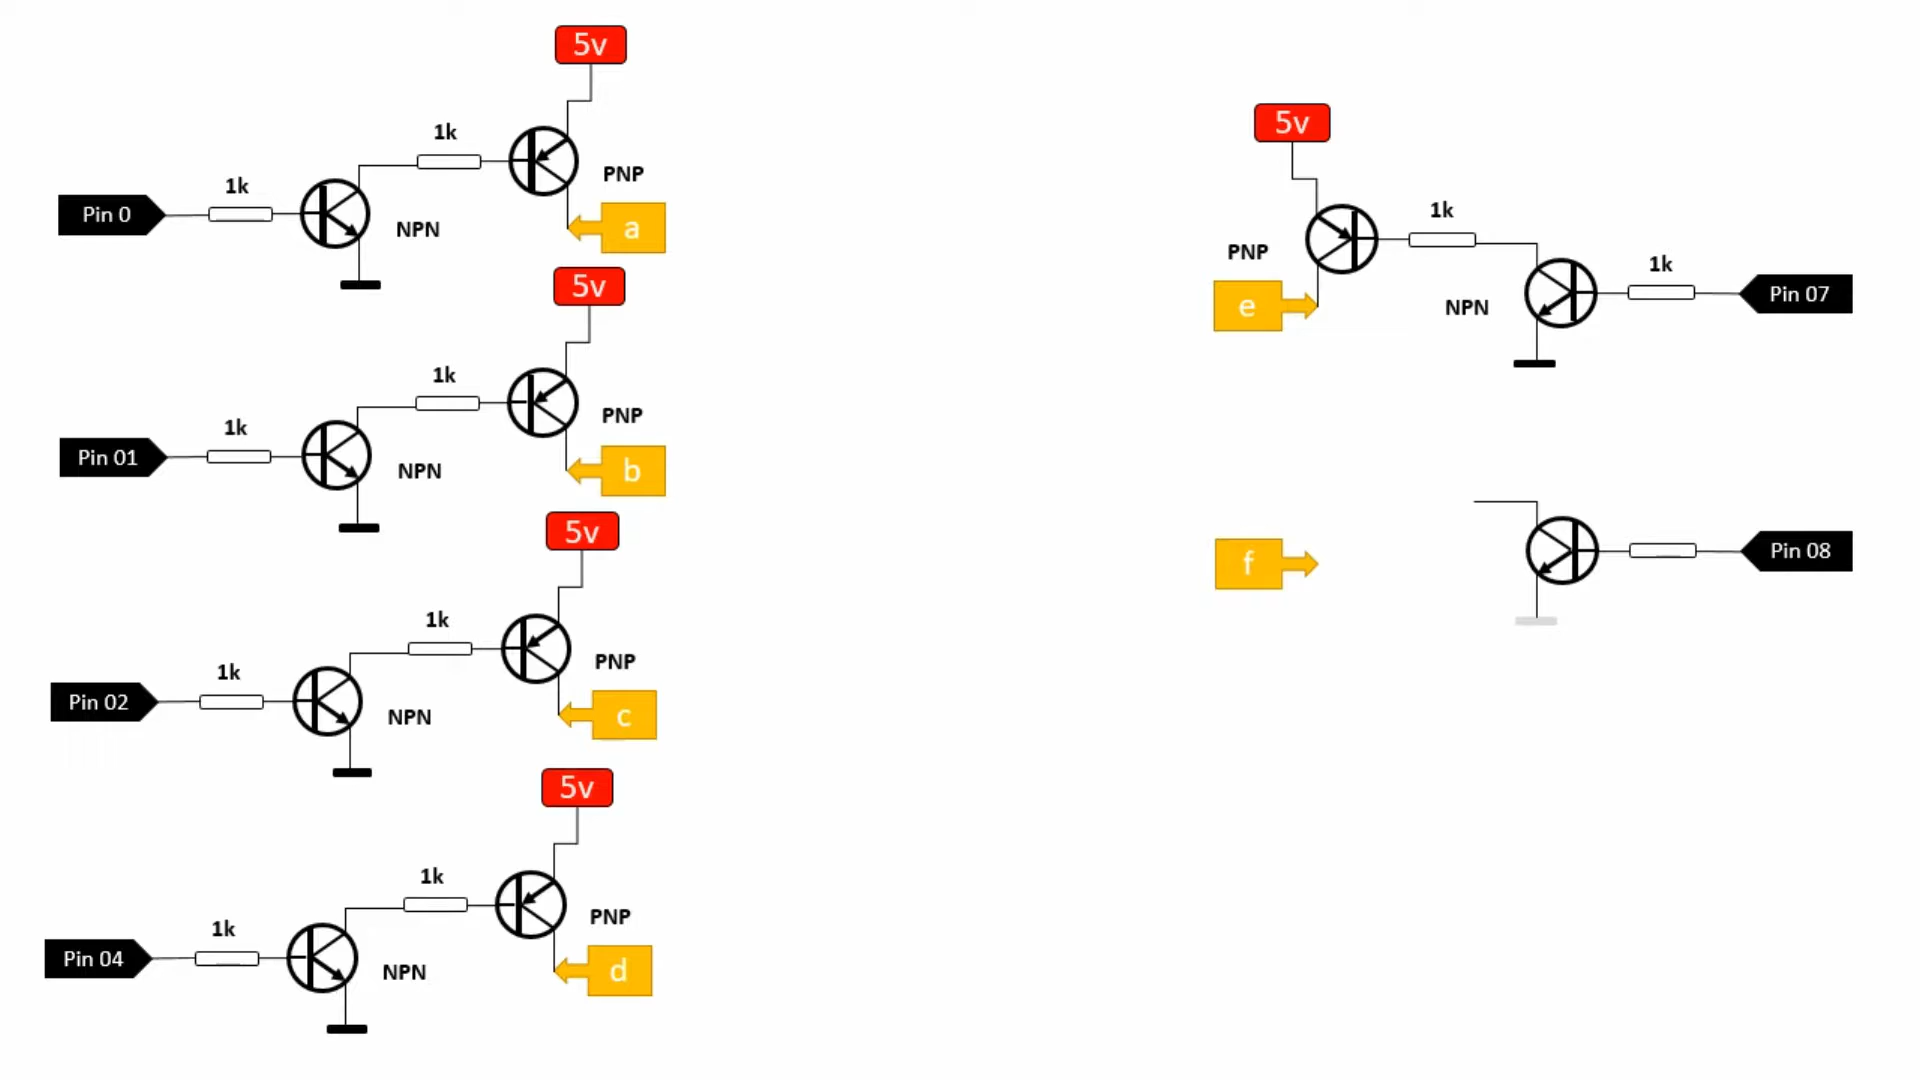 5v
1k
PNP
1k
Pin 0
NPN
a
5v
1k
PNP
1k
Pin 01
NPN
b
5v
1k
PNP
1k
Pin 02
NPN
c
5v
1k
PNP
1k
Pin 04
NPN
d
5v
1k
PNP
1k
e
NPN
Pin 07
f
Pin 08